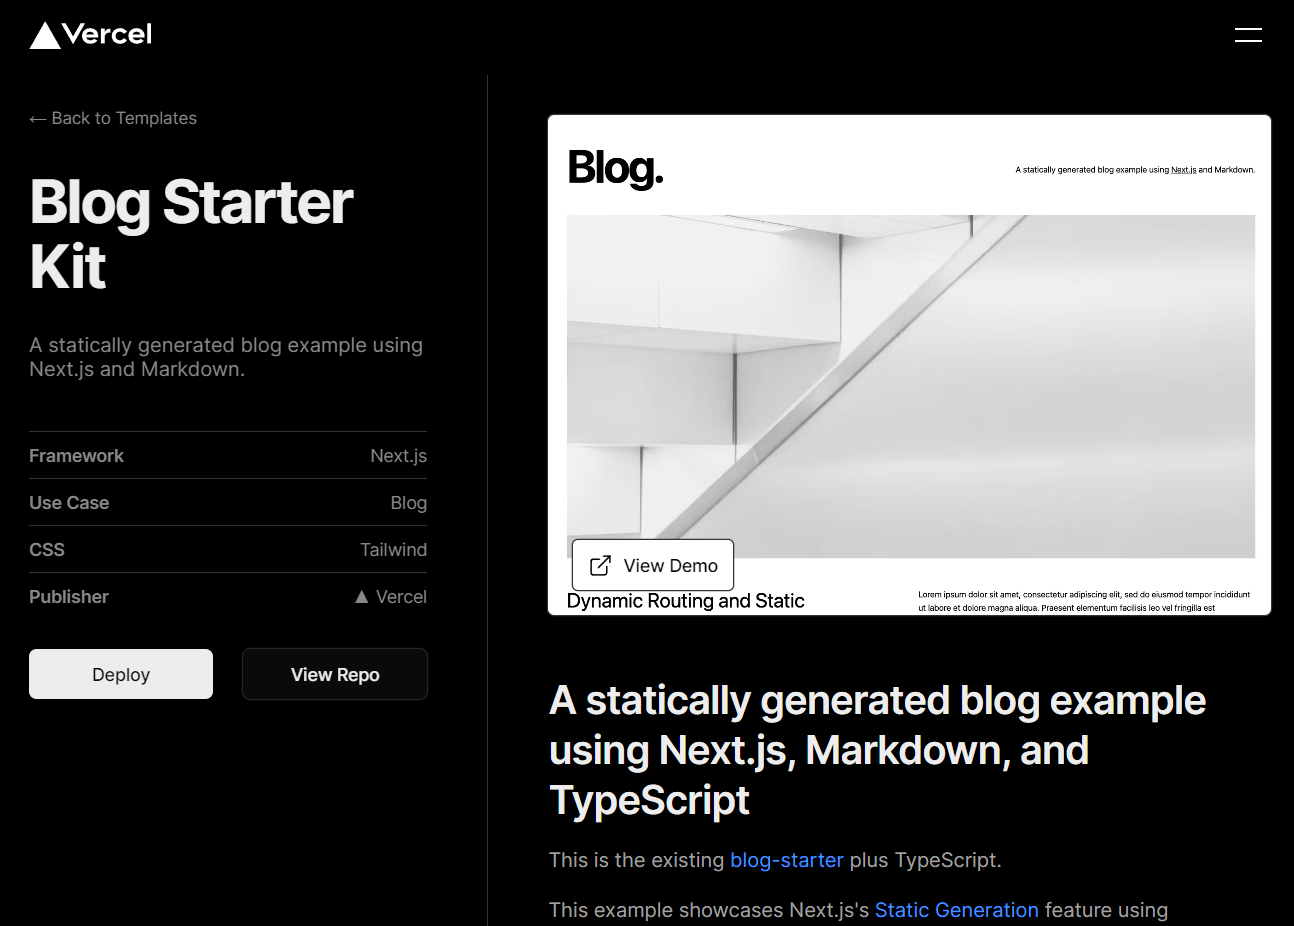 Vercel
← Back to Templates
Blog Starter
Kit
A statically generated blog example using
Next.js and Markdown.
Framework Next.js
Use Case Blog
CSS Tailwind
Publisher ▲ Vercel
Deploy View Repo
Blog.
A statically generated blog example using Next.js and Markdown.
View Demo
Dynamic Routing and Static
Lorem ipsum dolor sit amet, consectetur adipiscing elit, sed do eiusmod tempor incididunt
ut labore et dolore magna aliqua. Praesent elementum facilisis leo vel fringilla est
A statically generated blog example
using Next.js, Markdown, and
TypeScript
This is the existing blog-starter plus TypeScript.
This example showcases Next.js's Static Generation feature using